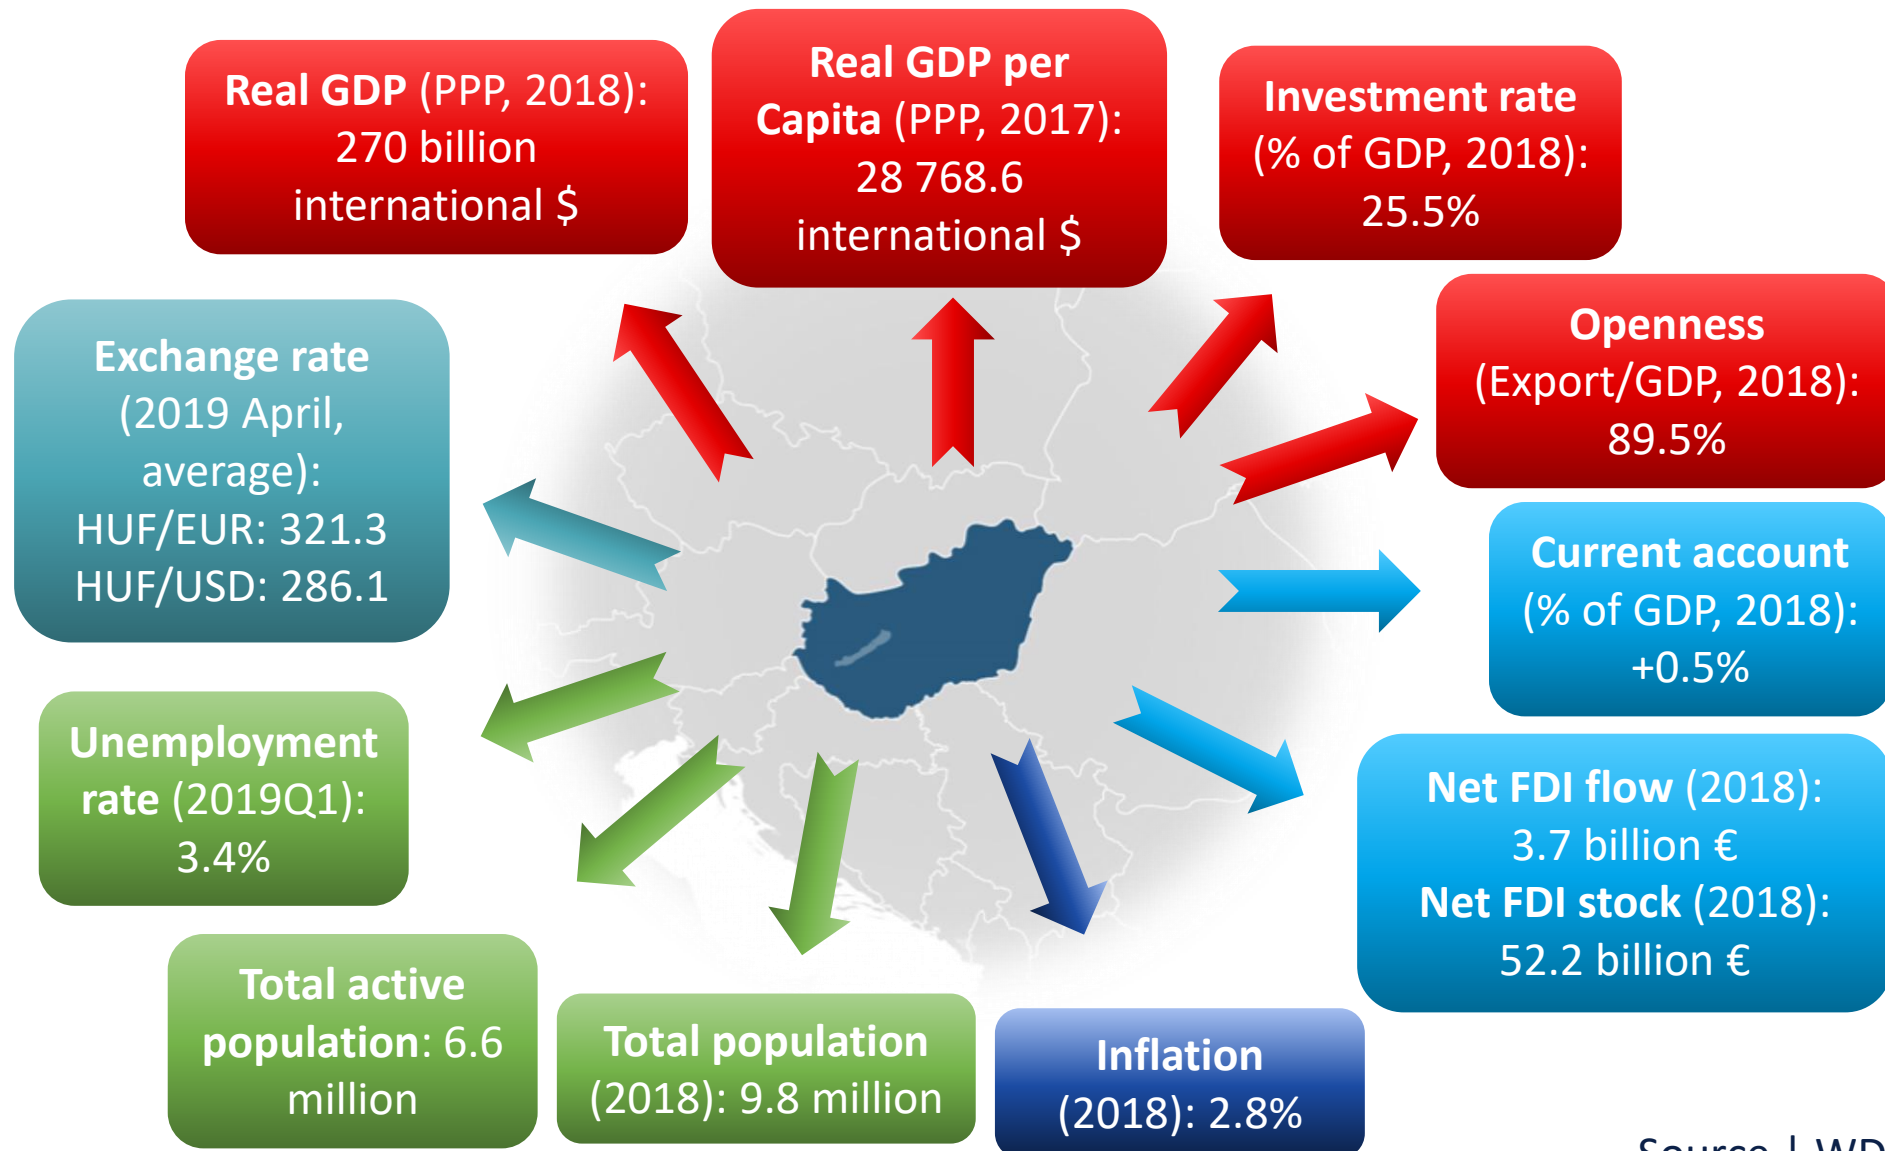 Real GDP (PPP, 2018):
270 billion
international $
Real GDP per
Capita (PPP, 2017):
28 768.6
international $
Investment rate
(% of GDP, 2018):
25.5%
Openness
(Export/GDP, 2018):
89.5%
Exchange rate
(2019 April,
average):
HUF/EUR: 321.3
HUF/USD: 286.1
Current account
(% of GDP, 2018):
+0.5%
Unemployment
rate (2019Q1):
3.4%
Net FDI flow (2018):
3.7 billion €
Net FDI stock (2018):
52.2 billion €
Total active
population: 6.6
million
Total population
(2018): 9.8 million
Inflation
(2018): 2.8%
Source |